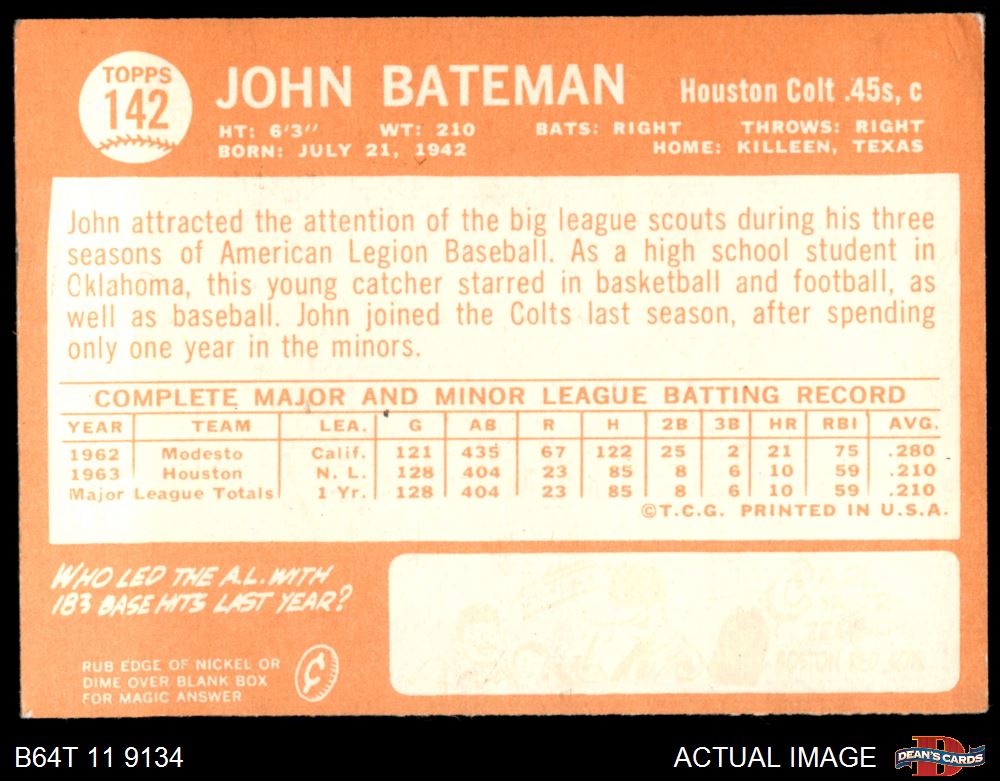 TOPPS
142
JOHN BATEMAN
Houston Colt .45s, c
HT: 6'3" WT: 210 BATS: RIGHT THROWS: RIGHT
BORN: JULY 21, 1942 HOME: KILLEEN, TEXAS
John attracted the attention of the big league scouts during his three
seasons of American Legion Baseball. As a high school student in
Oklahoma, this young catcher starred in basketball and football, as
well as baseball. John joined the Colts last season, after spending
only one year in the minors.
COMPLETE MAJOR AND MINOR LEAGUE BATTING RECORD
YEAR TEAM LEA. G AB R H 2B 3B HR RBI AVG.
1962 Modesto Calif. 121 435 67 122 25 2 21 75 .280
1963 Houston N. L. 128 404 23 85 8 6 10 59 .210
Major League Totals 1 Yr. 128 404 23 85 8 6 10 59 .210
©T.C.G. PRINTED IN U.S.A.
WHO LED THE A.L. WITH
183 BASE HITS LAST YEAR?
RUB EDGE OF NICKEL OR
DIME OVER BLANK BOX
FOR MAGIC ANSWER
B64T 11 9134
ACTUAL IMAGE
DEAN'S CARDS